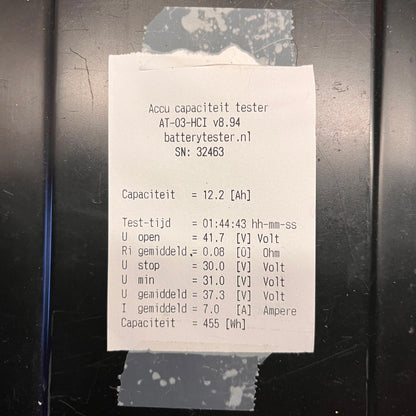 Accu capaciteit tester
AT-03-HCI v8.94
batterytester.nl
SN: 32463
Capaciteit = 12.2 [Ah]
Test-tijd = 01:44:43 hh-mm-ss
U open = 41.7 [V] Volt
Ri gemiddeld = 0.08 [Ü] Ohm
U stop = 30.0 [V] Volt
U min = 31.0 [V] Volt
U gemiddeld = 37.3 [V] Volt
I gemiddeld = 7.0 [A] Ampere
Capaciteit = 455 [Wh]